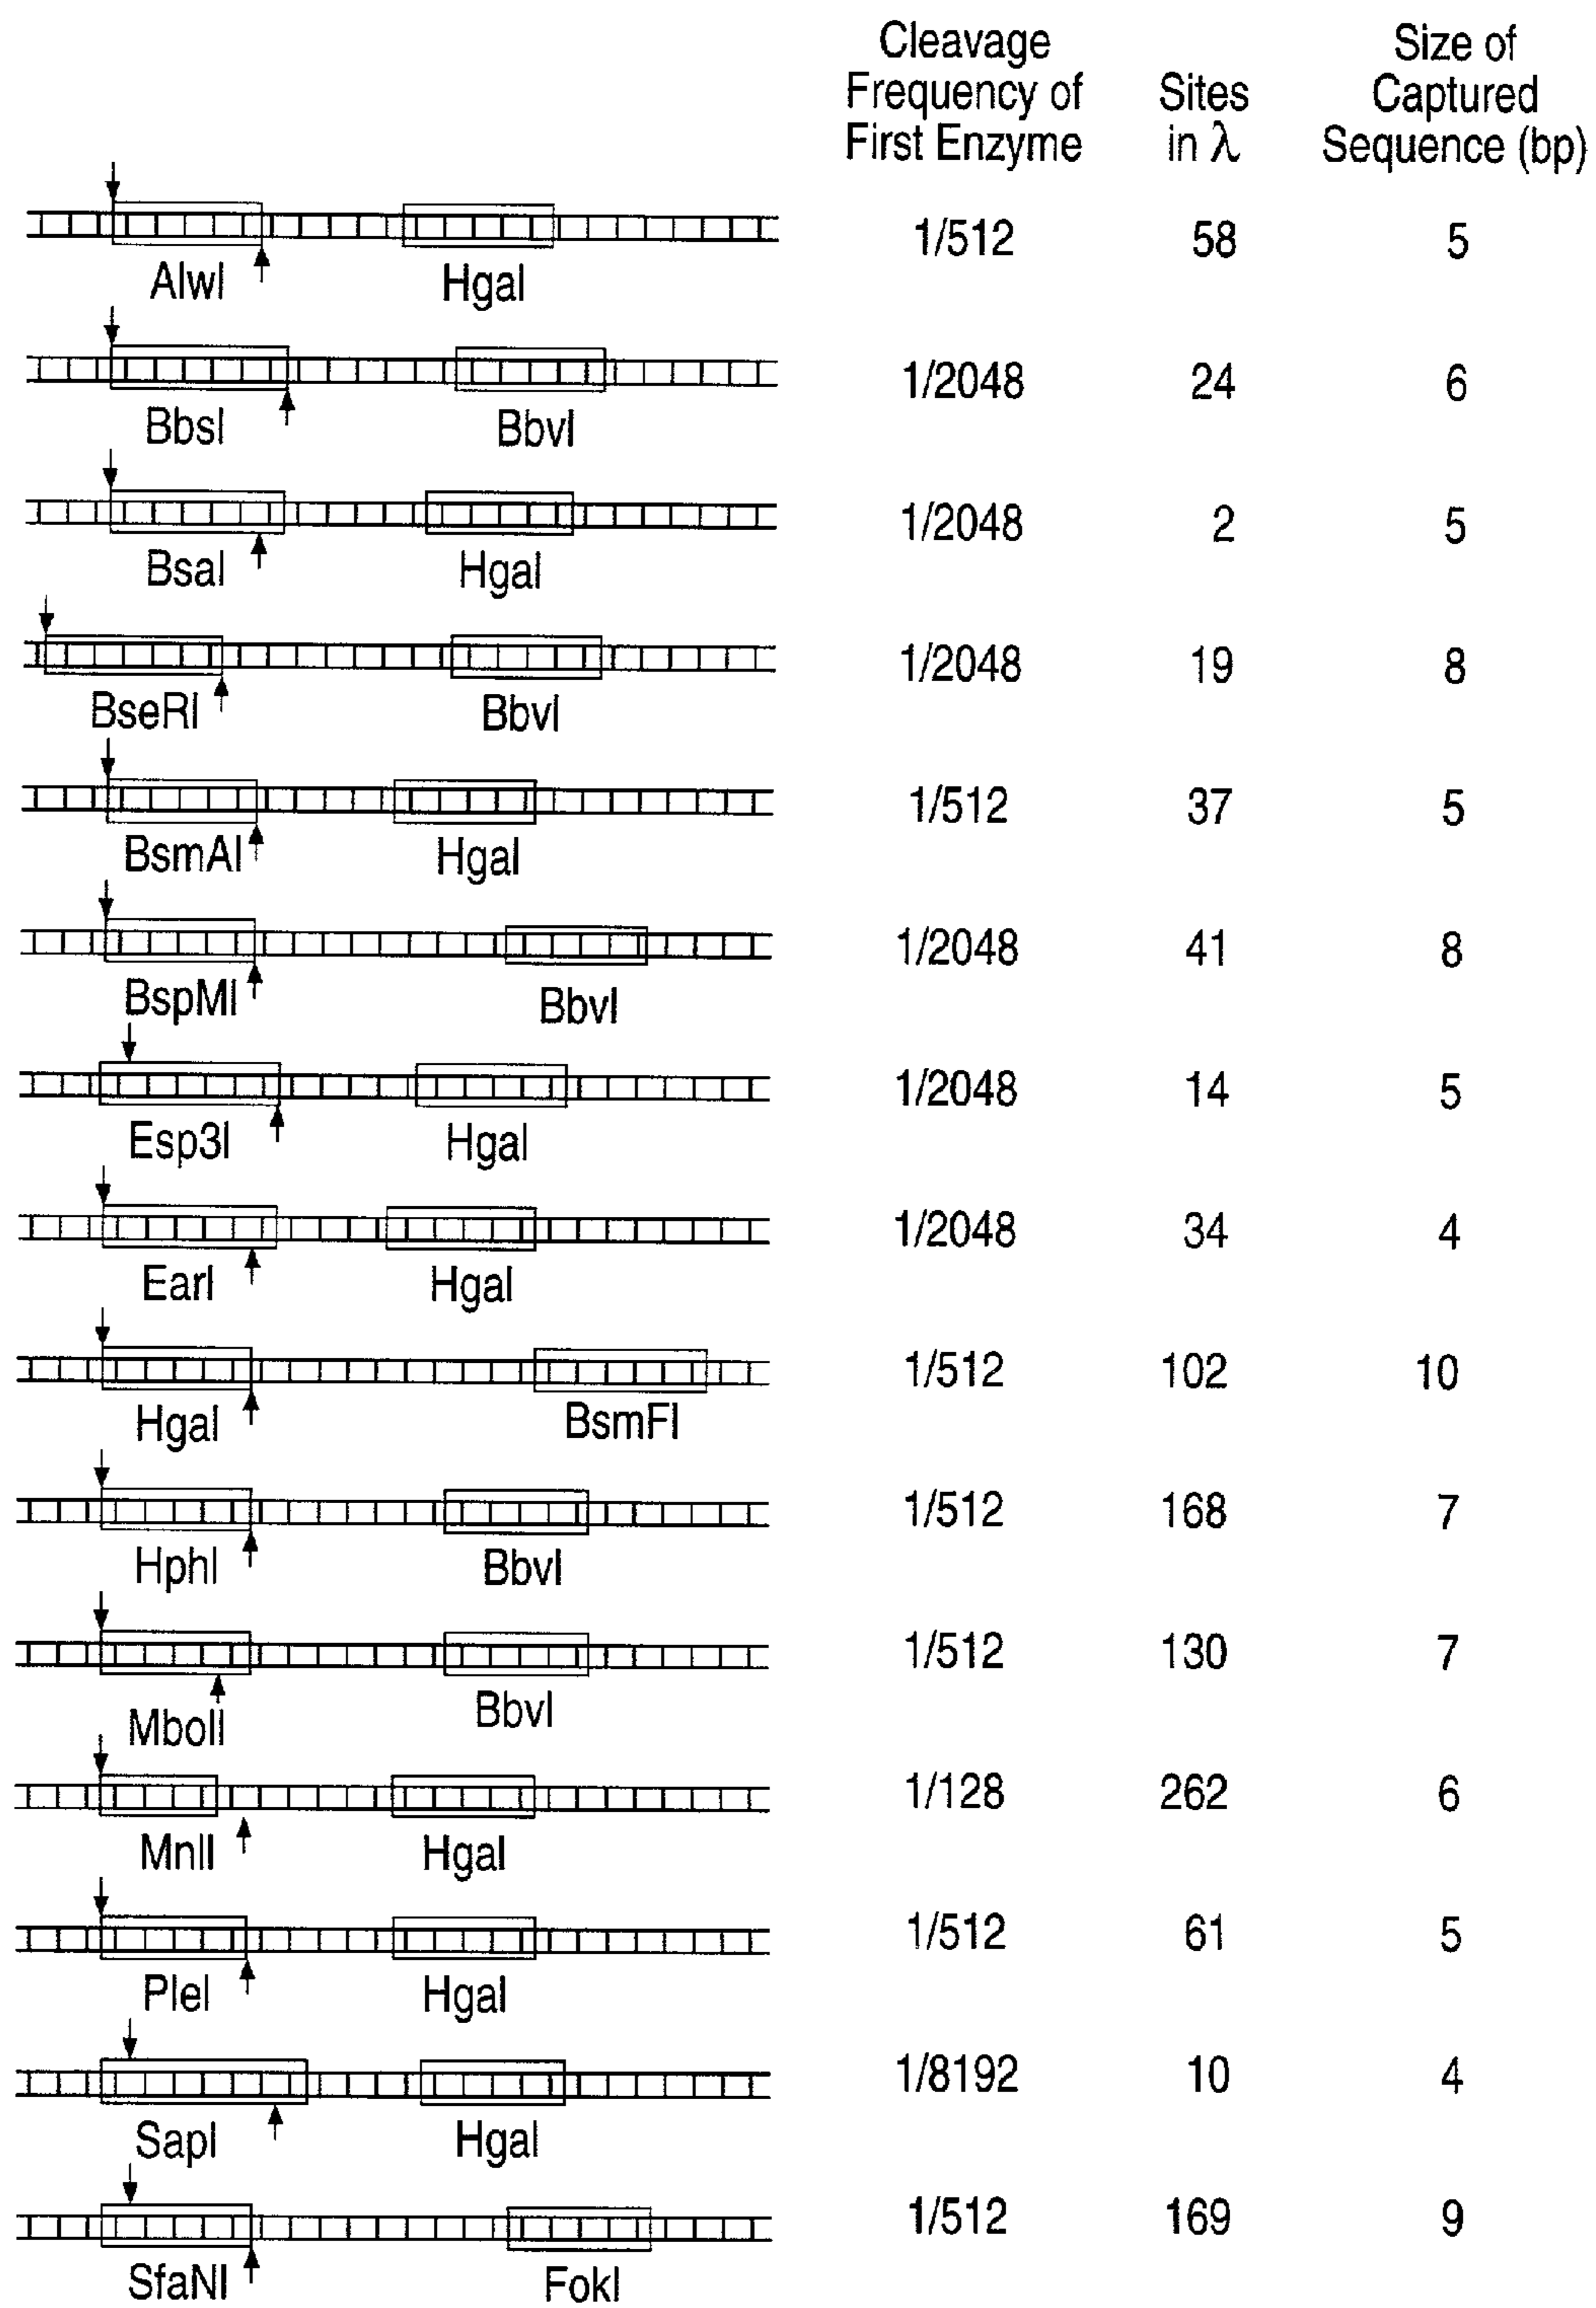 Cleavage Frequency of First Enzyme
Sites in λ
Size of Captured Sequence (bp)
1/512 58 5
AlwI HgaI
1/2048 24 6
BbsI BbvI
1/2048 2 5
BsaI HgaI
1/2048 19 8
BseRI BbvI
1/512 37 5
BsmAI HgaI
1/2048 41 8
BspMI BbvI
1/2048 14 5
Esp3I HgaI
1/2048 34 4
EarI HgaI
1/512 102 10
HgaI BsmFI
1/512 168 7
HphI BbvI
1/512 130 7
MboII BbvI
1/128 262 6
MnlI HgaI
1/512 61 5
PleI HgaI
1/8192 10 4
SapI HgaI
1/512 169 9
SfaNI FokI